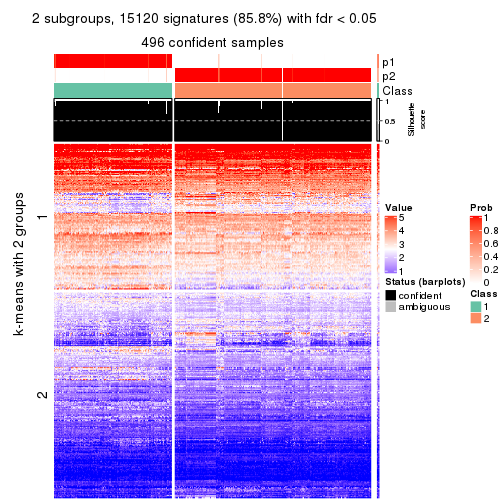 2 subgroups, 15120 signatures (85.8%) with fdr < 0.05
496 confident samples
p1
p2
Class
1
0.5
0
Silhouette
score
k-means with 2 groups
1
2
Value
5
4
3
2
1
Status (barplots)
confident
ambiguous
Prob
1
0.8
0.6
0.4
0.2
0
Class
1
2